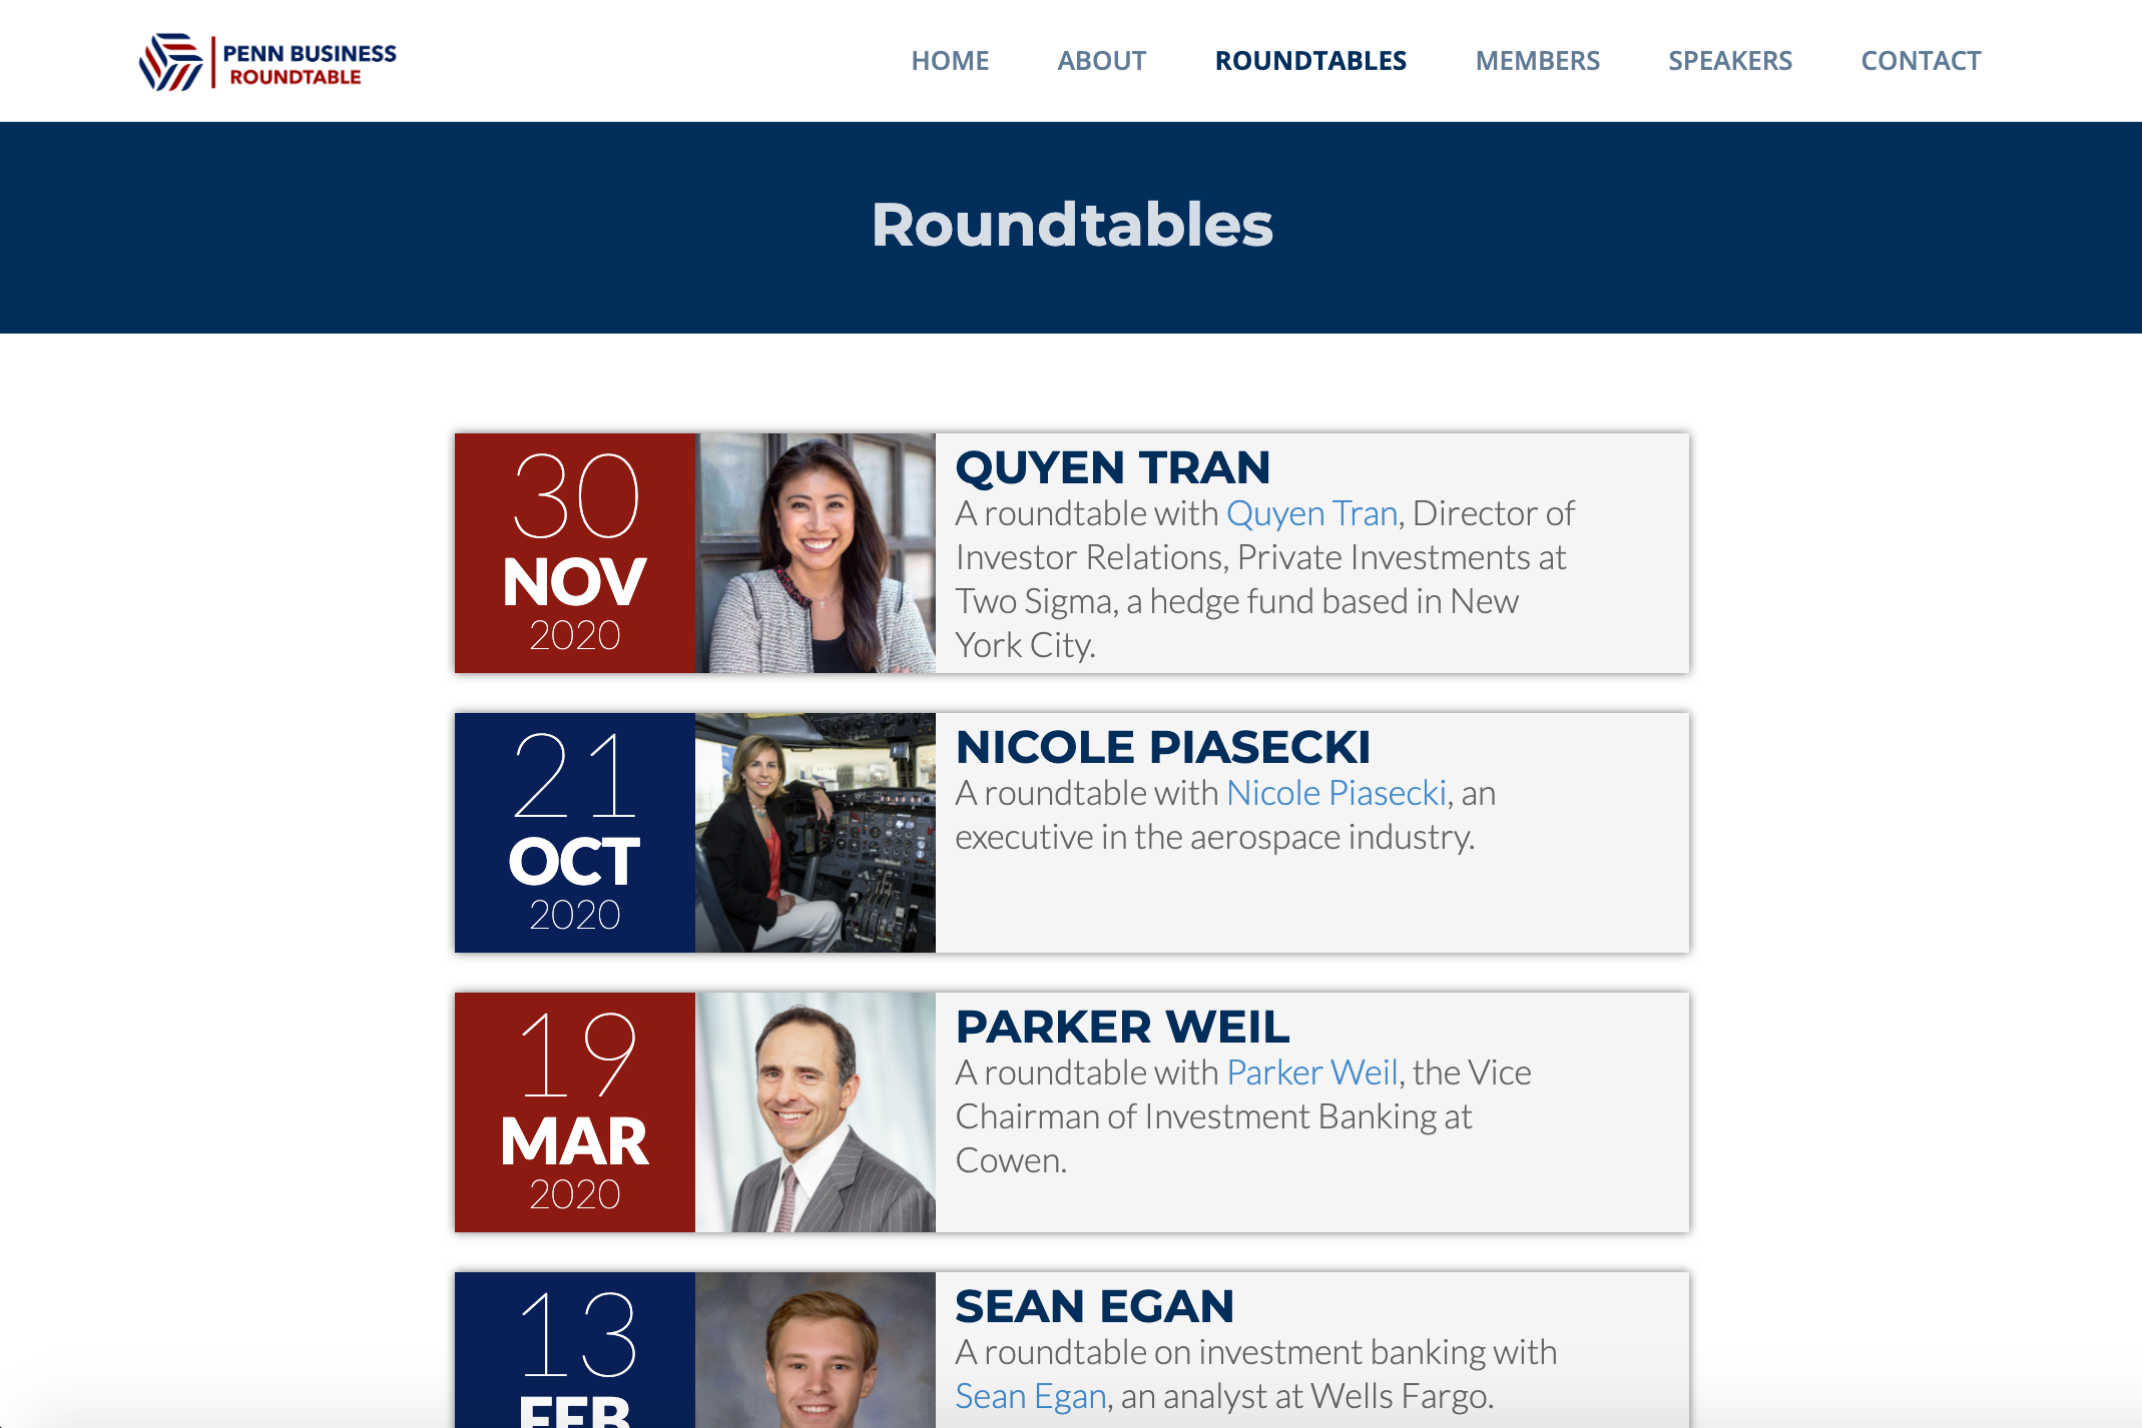 PENN BUSINESS
ROUNDTABLE
HOME ABOUT ROUNDTABLES MEMBERS SPEAKERS CONTACT
Roundtables
30
NOV
2020
QUYEN TRAN
A roundtable with Quyen Tran, Director of
Investor Relations, Private Investments at
Two Sigma, a hedge fund based in New
York City.
21
OCT
2020
NICOLE PIASECKI
A roundtable with Nicole Piasecki, an
executive in the aerospace industry.
19
MAR
2020
PARKER WEIL
A roundtable with Parker Weil, the Vice
Chairman of Investment Banking at
Cowen.
13
FEB
SEAN EGAN
A roundtable on investment banking with
Sean Egan, an analyst at Wells Fargo.